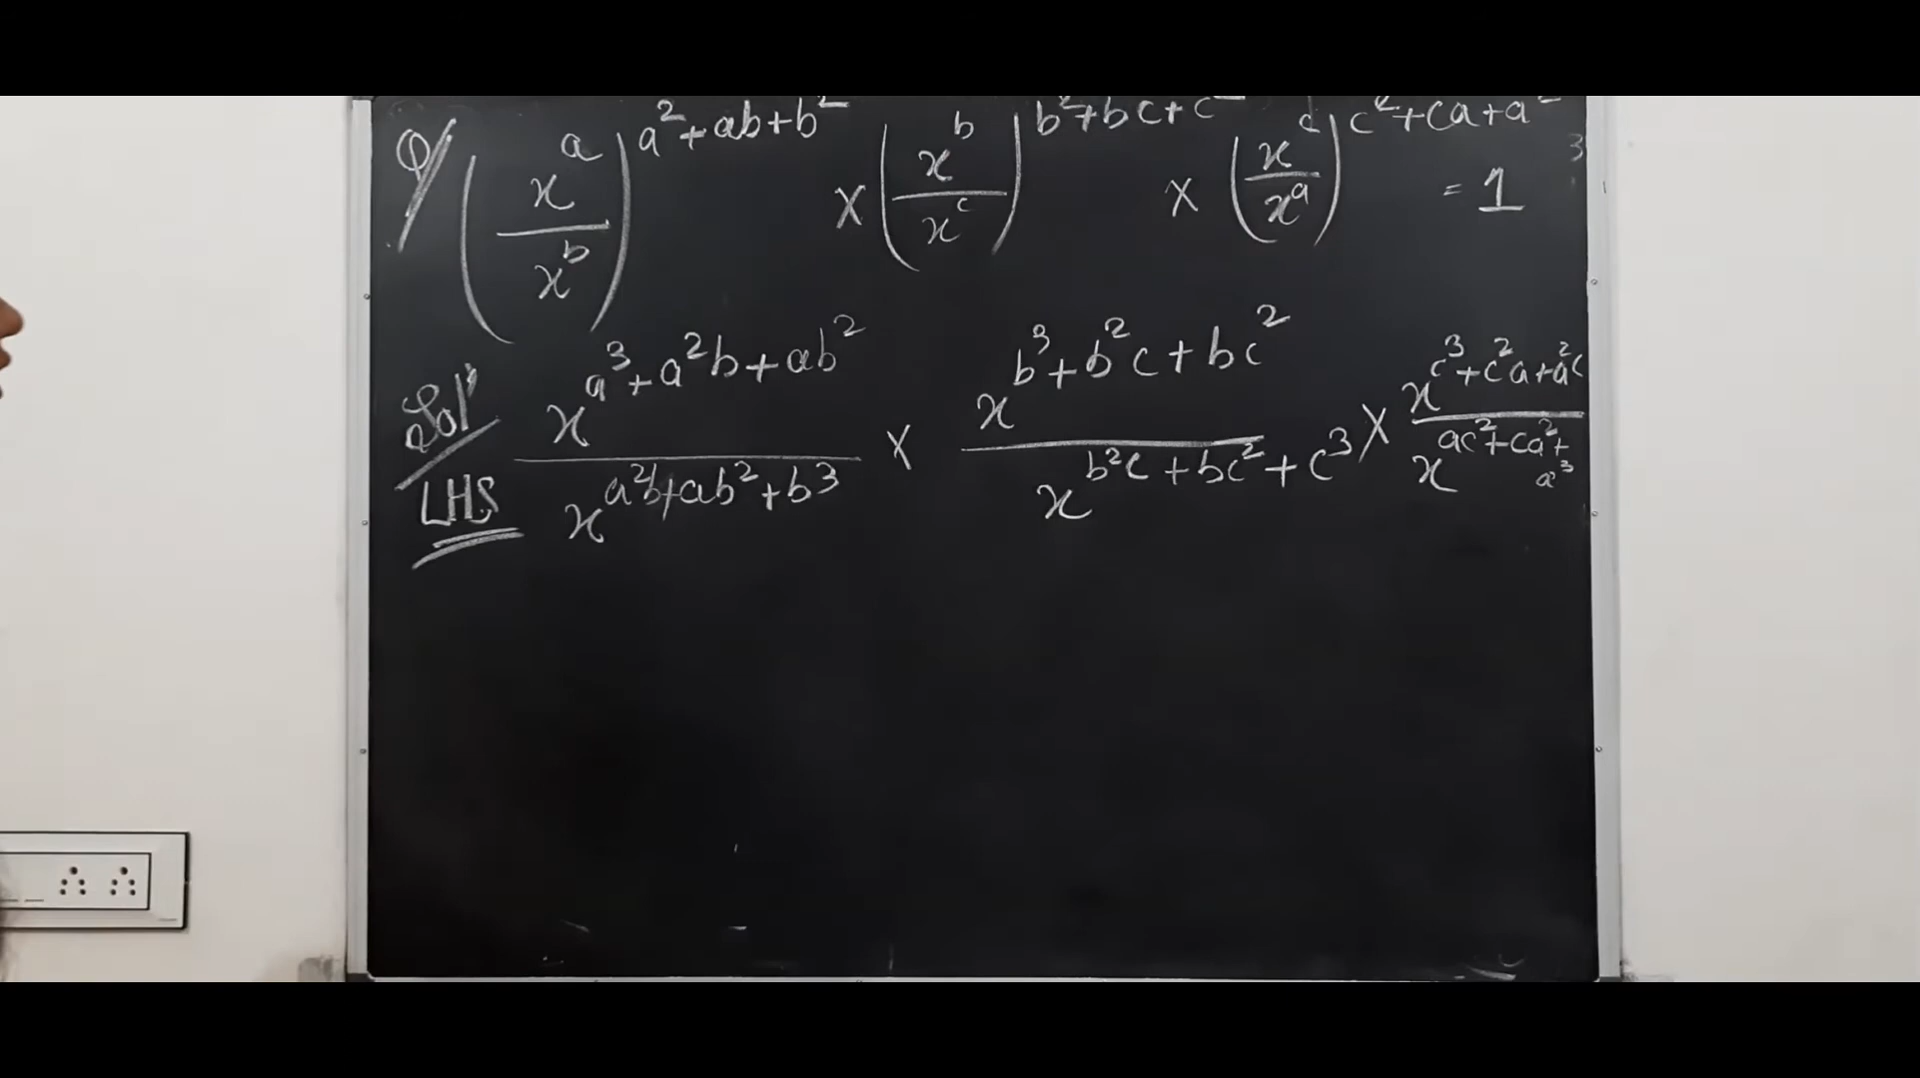 Q/ (x^a / x^b)^a²+ab+b² × (x^b / x^c)^b²+bc+c² × (x^c / x^a)^c²+ca+a² = 1
3
Sol^n x^a³+a²b+ab² / x^a²b+ab²+b³ × x^b³+b²c+bc² / x^b²c+bc²+c³ × x^c³+c²a+a²c / x^ac²+ca²+a³
LHS